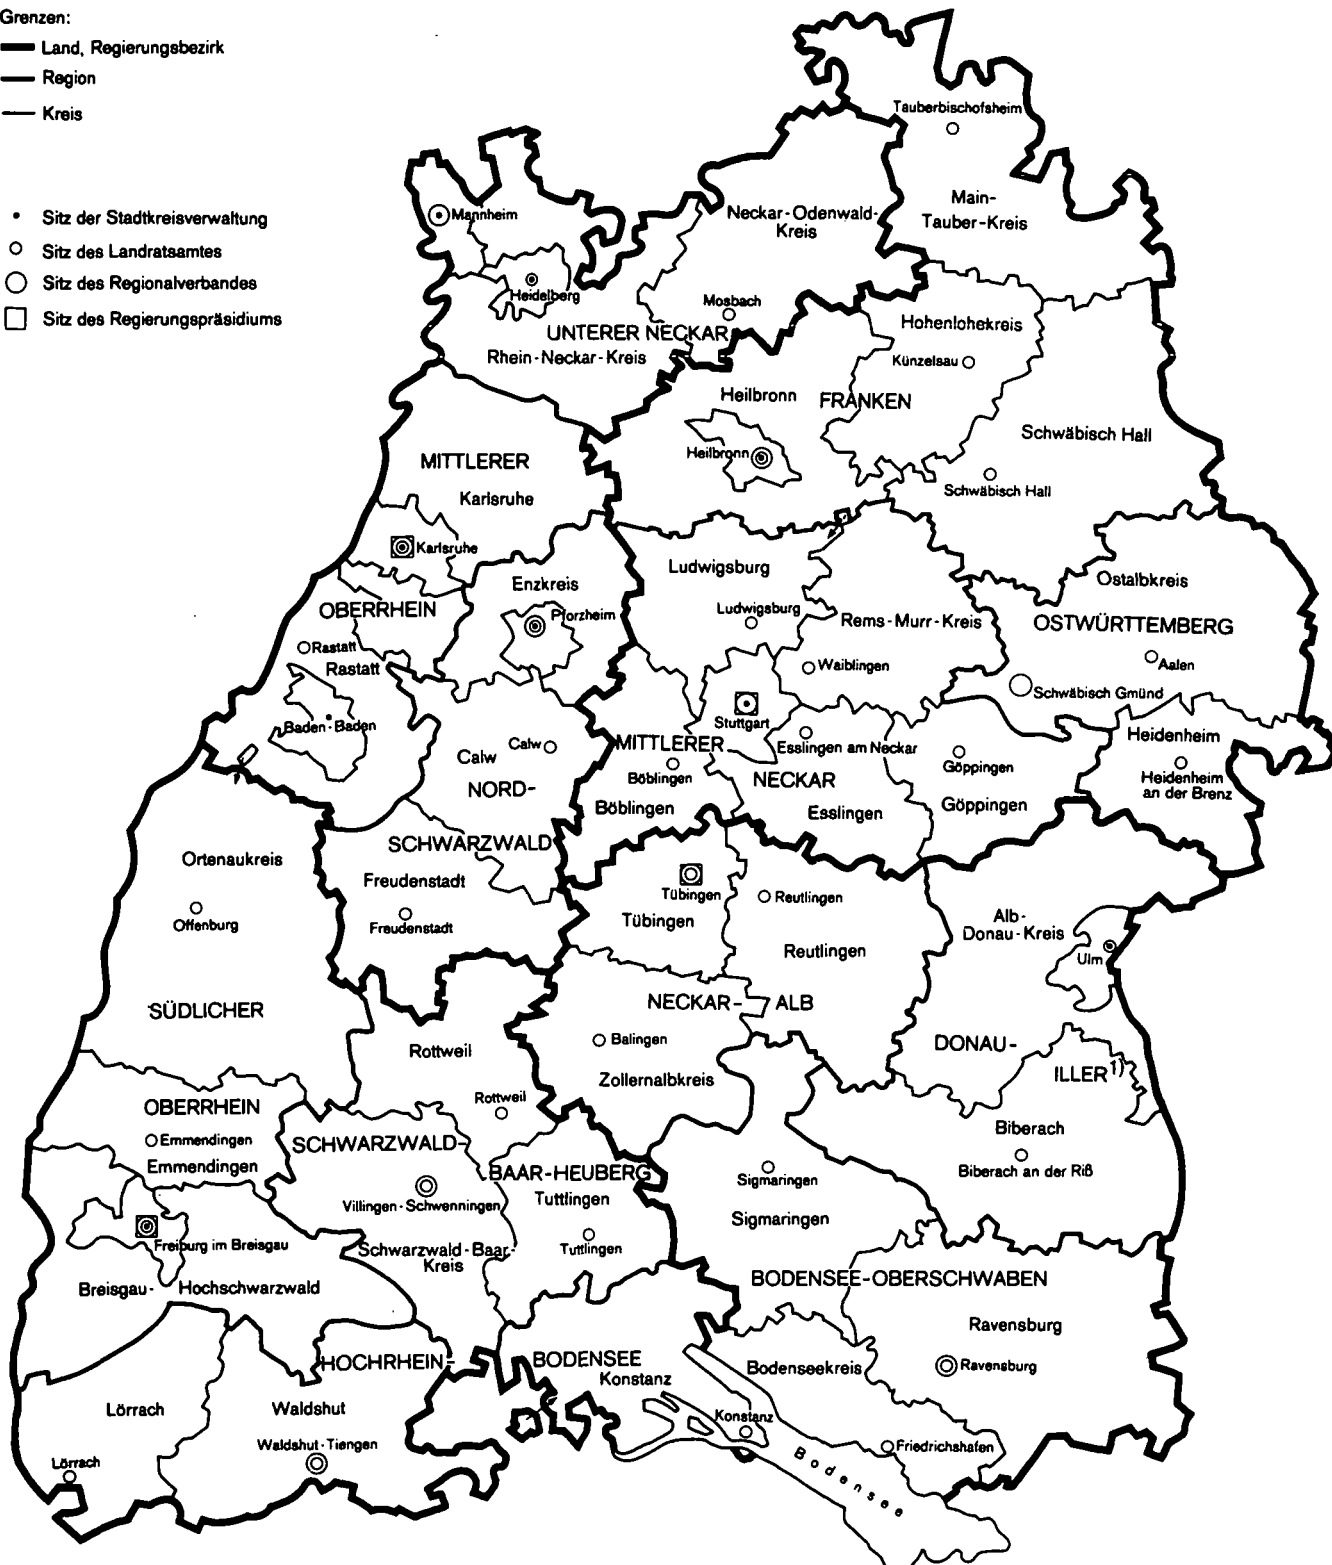 Grenzen:
Land, Regierungsbezirk
Region
Kreis
Sitz der Stadtkreisverwaltung
Sitz des Landratsamtes
Sitz des Regionalverbandes
Sitz des Regierungspräsidiums
Tauberbischofsheim
Main-
Tauber-Kreis
Mannheim
Neckar-Odenwald-
Kreis
Heidelberg
Mosbach
UNTERER NECKAR
Rhein-Neckar-Kreis
Hohenlohekreis
Künzelsau
Heilbronn
FRANKEN
Heilbronn
Schwäbisch Hall
Schwäbisch Hall
MITTLERER
Karlsruhe
Karlsruhe
OBERRHEIN
Rastatt
Rastatt
Baden-Baden
Enzkreis
Pforzheim
Ludwigsburg
Ludwigsburg
Rems-Murr-Kreis
Waiblingen
Ostalbkreis
OSTWÜRTTEMBERG
Aalen
Schwäbisch Gmünd
Stuttgart
Calw
Calw
NORD-
SCHWARZWALD
MITTLERER
Böblingen
Böblingen
Esslingen am Neckar
NECKAR
Esslingen
Göppingen
Göppingen
Heidenheim
Heidenheim
an der Brenz
Ortenaukreis
Offenburg
Freudenstadt
Freudenstadt
Tübingen
Tübingen
Reutlingen
Reutlingen
Alb-
Donau-Kreis
Ulm
SÜDLICHER
NECKAR-ALB
Rottweil
Balingen
Zollernalbkreis
DONAU-
ILLER 1)
OBERRHEIN
Emmendingen
Emmendingen
Rottweil
SCHWARZWALD-
BAAR-HEUBERG
Villingen-Schwenningen
Tuttlingen
Tuttlingen
Schwarzwald-Baar-
Kreis
Biberach
Biberach an der Riß
Sigmaringen
Sigmaringen
Freiburg im Breisgau
Breisgau-Hochschwarzwald
BODENSEE-OBERSCHWABEN
Ravensburg
Ravensburg
HOCHRHEIN-
BODENSEE
Konstanz
Bodenseekreis
Lörrach
Waldshut
Waldshut-Tiengen
Lörrach
Konstanz
Friedrichshafen
Bodensee